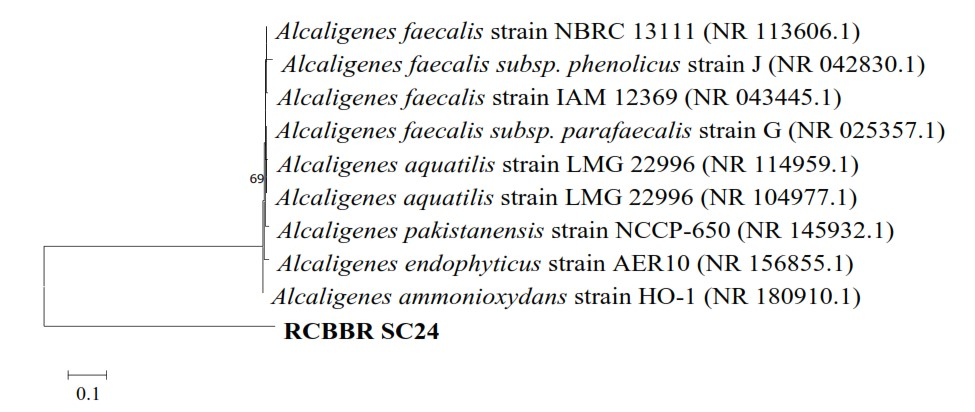 Alcaligenes faecalis strain NBRC 13111 (NR 113606.1)
Alcaligenes faecalis subsp. phenolicus strain J (NR 042830.1)
Alcaligenes faecalis strain IAM 12369 (NR 043445.1)
Alcaligenes faecalis subsp. parafaecalis strain G (NR 025357.1)
Alcaligenes aquatilis strain LMG 22996 (NR 114959.1)
69
Alcaligenes aquatilis strain LMG 22996 (NR 104977.1)
Alcaligenes pakistanensis strain NCCP-650 (NR 145932.1)
Alcaligenes endophyticus strain AER10 (NR 156855.1)
Alcaligenes ammonioxydans strain HO-1 (NR 180910.1)
RCBBR SC24
0.1